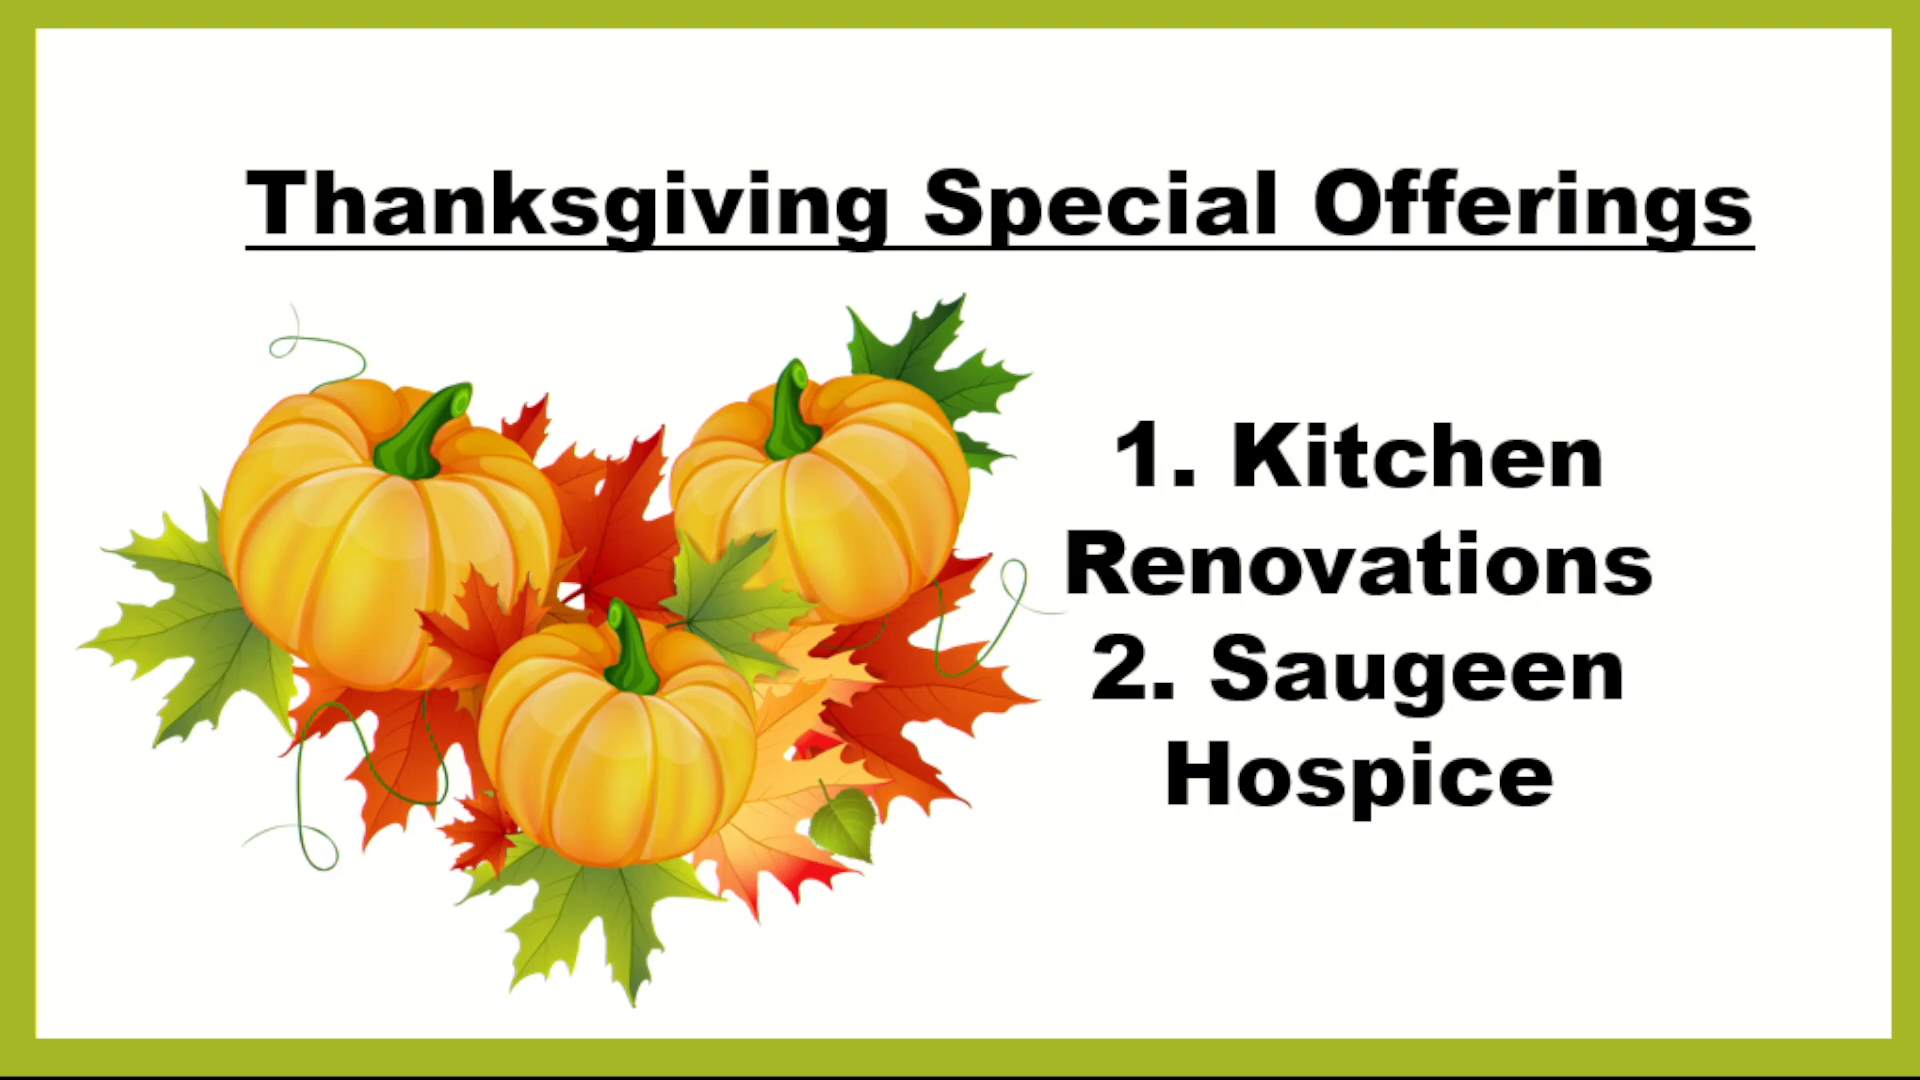 Thanksgiving Special Offerings
1. Kitchen
Renovations
2. Saugeen
Hospice